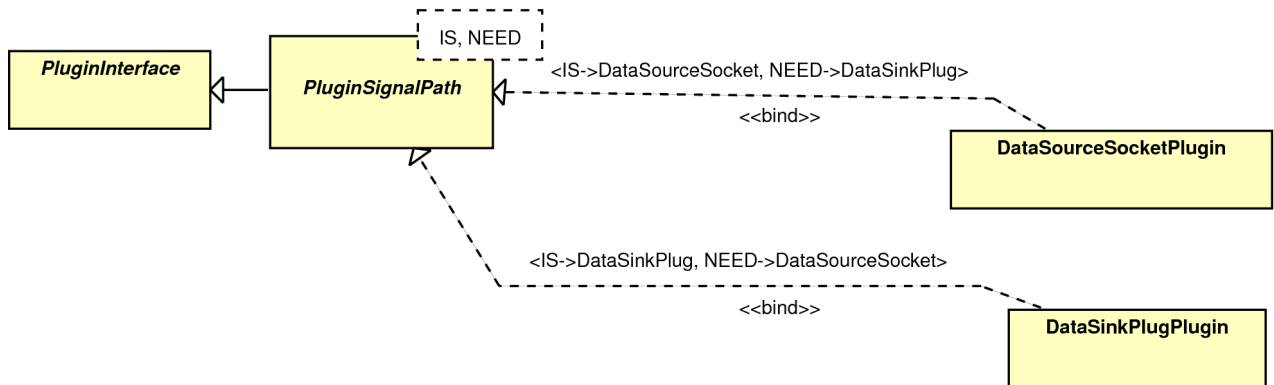 IS, NEED
PluginInterface
PluginSignalPath
<IS->DataSourceSocket, NEED->DataSinkPlug>
<<bind>>
DataSourceSocketPlugin
<IS->DataSinkPlug, NEED->DataSourceSocket>
<<bind>>
DataSinkPlugPlugin